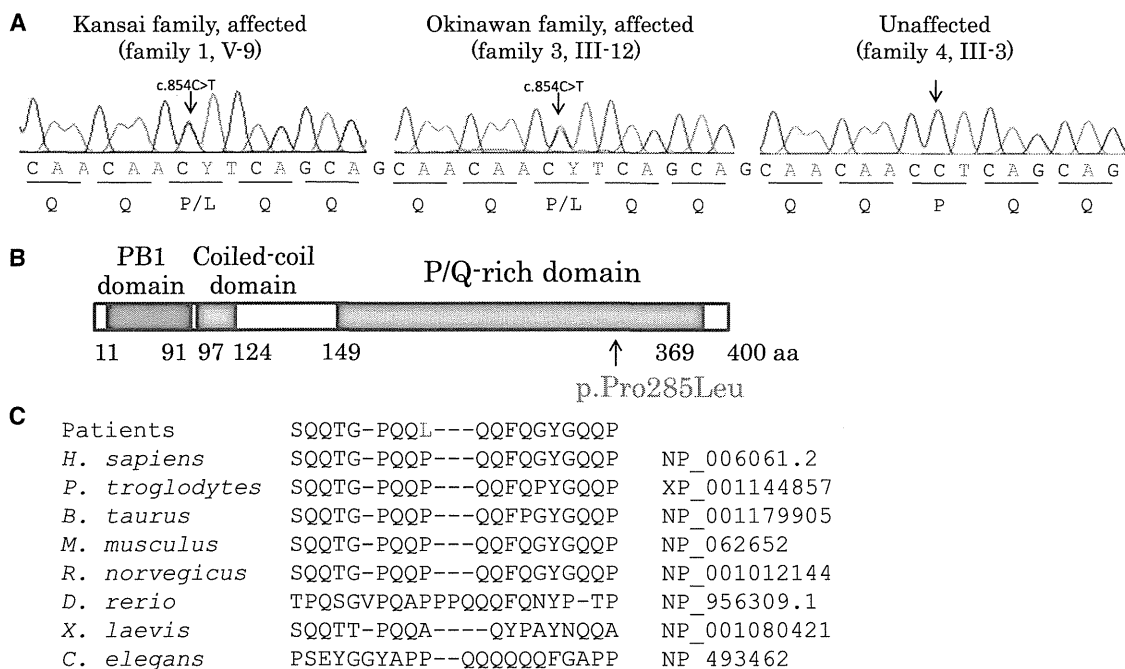 A
Kansai family, affected
(family 1, V-9)
Okinawan family, affected
(family 3, III-12)
Unaffected
(family 4, III-3)
c.854C>T
c.854C>T
C A A C A A C Y T C A G C A G C A A C A A C Y T C A G C A G C A A C A A C C T C A G C A G
Q Q P/L Q Q Q Q P/L Q Q Q Q P Q Q
B
PB1
domain
Coiled-coil
domain
P/Q-rich domain
11 91 97 124 149 369 400 aa
p.Pro285Leu
C
Patients SQQTG-PQQL---QQFQGYGQQP
H. sapiens SQQTG-PQQP---QQFQGYGQQP NP_006061.2
P. troglodytes SQQTG-PQQP---QQFQPYGQQP XP_001144857
B. taurus SQQTG-PQQP---QQFPGYGQQP NP_001179905
M. musculus SQQTG-PQQP---QQFQGYGQQP NP_062652
R. norvegicus SQQTG-PQQP---QQFQGYGQQP NP_001012144
D. rerio TPQSGVPQAPPPQQQFQNYP-TP NP_956309.1
X. laevis SQQTT-PQQA----QYPAYNQQA NP_001080421
C. elegans PSEYGGYAPP--QQQQQQFGAPP NP 493462